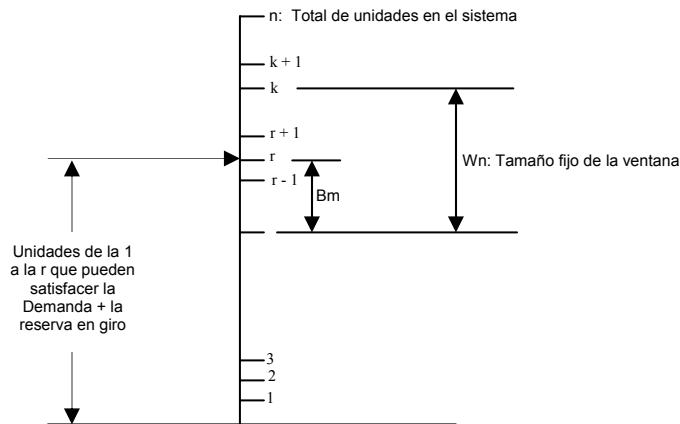 n: Total de unidades en el sistema
k + 1
k
r + 1
r
r - 1
Bm
Wn: Tamaño fijo de la ventana
Unidades de la 1
a la r que pueden
satisfacer la
Demanda + la
reserva en giro
3
2
1